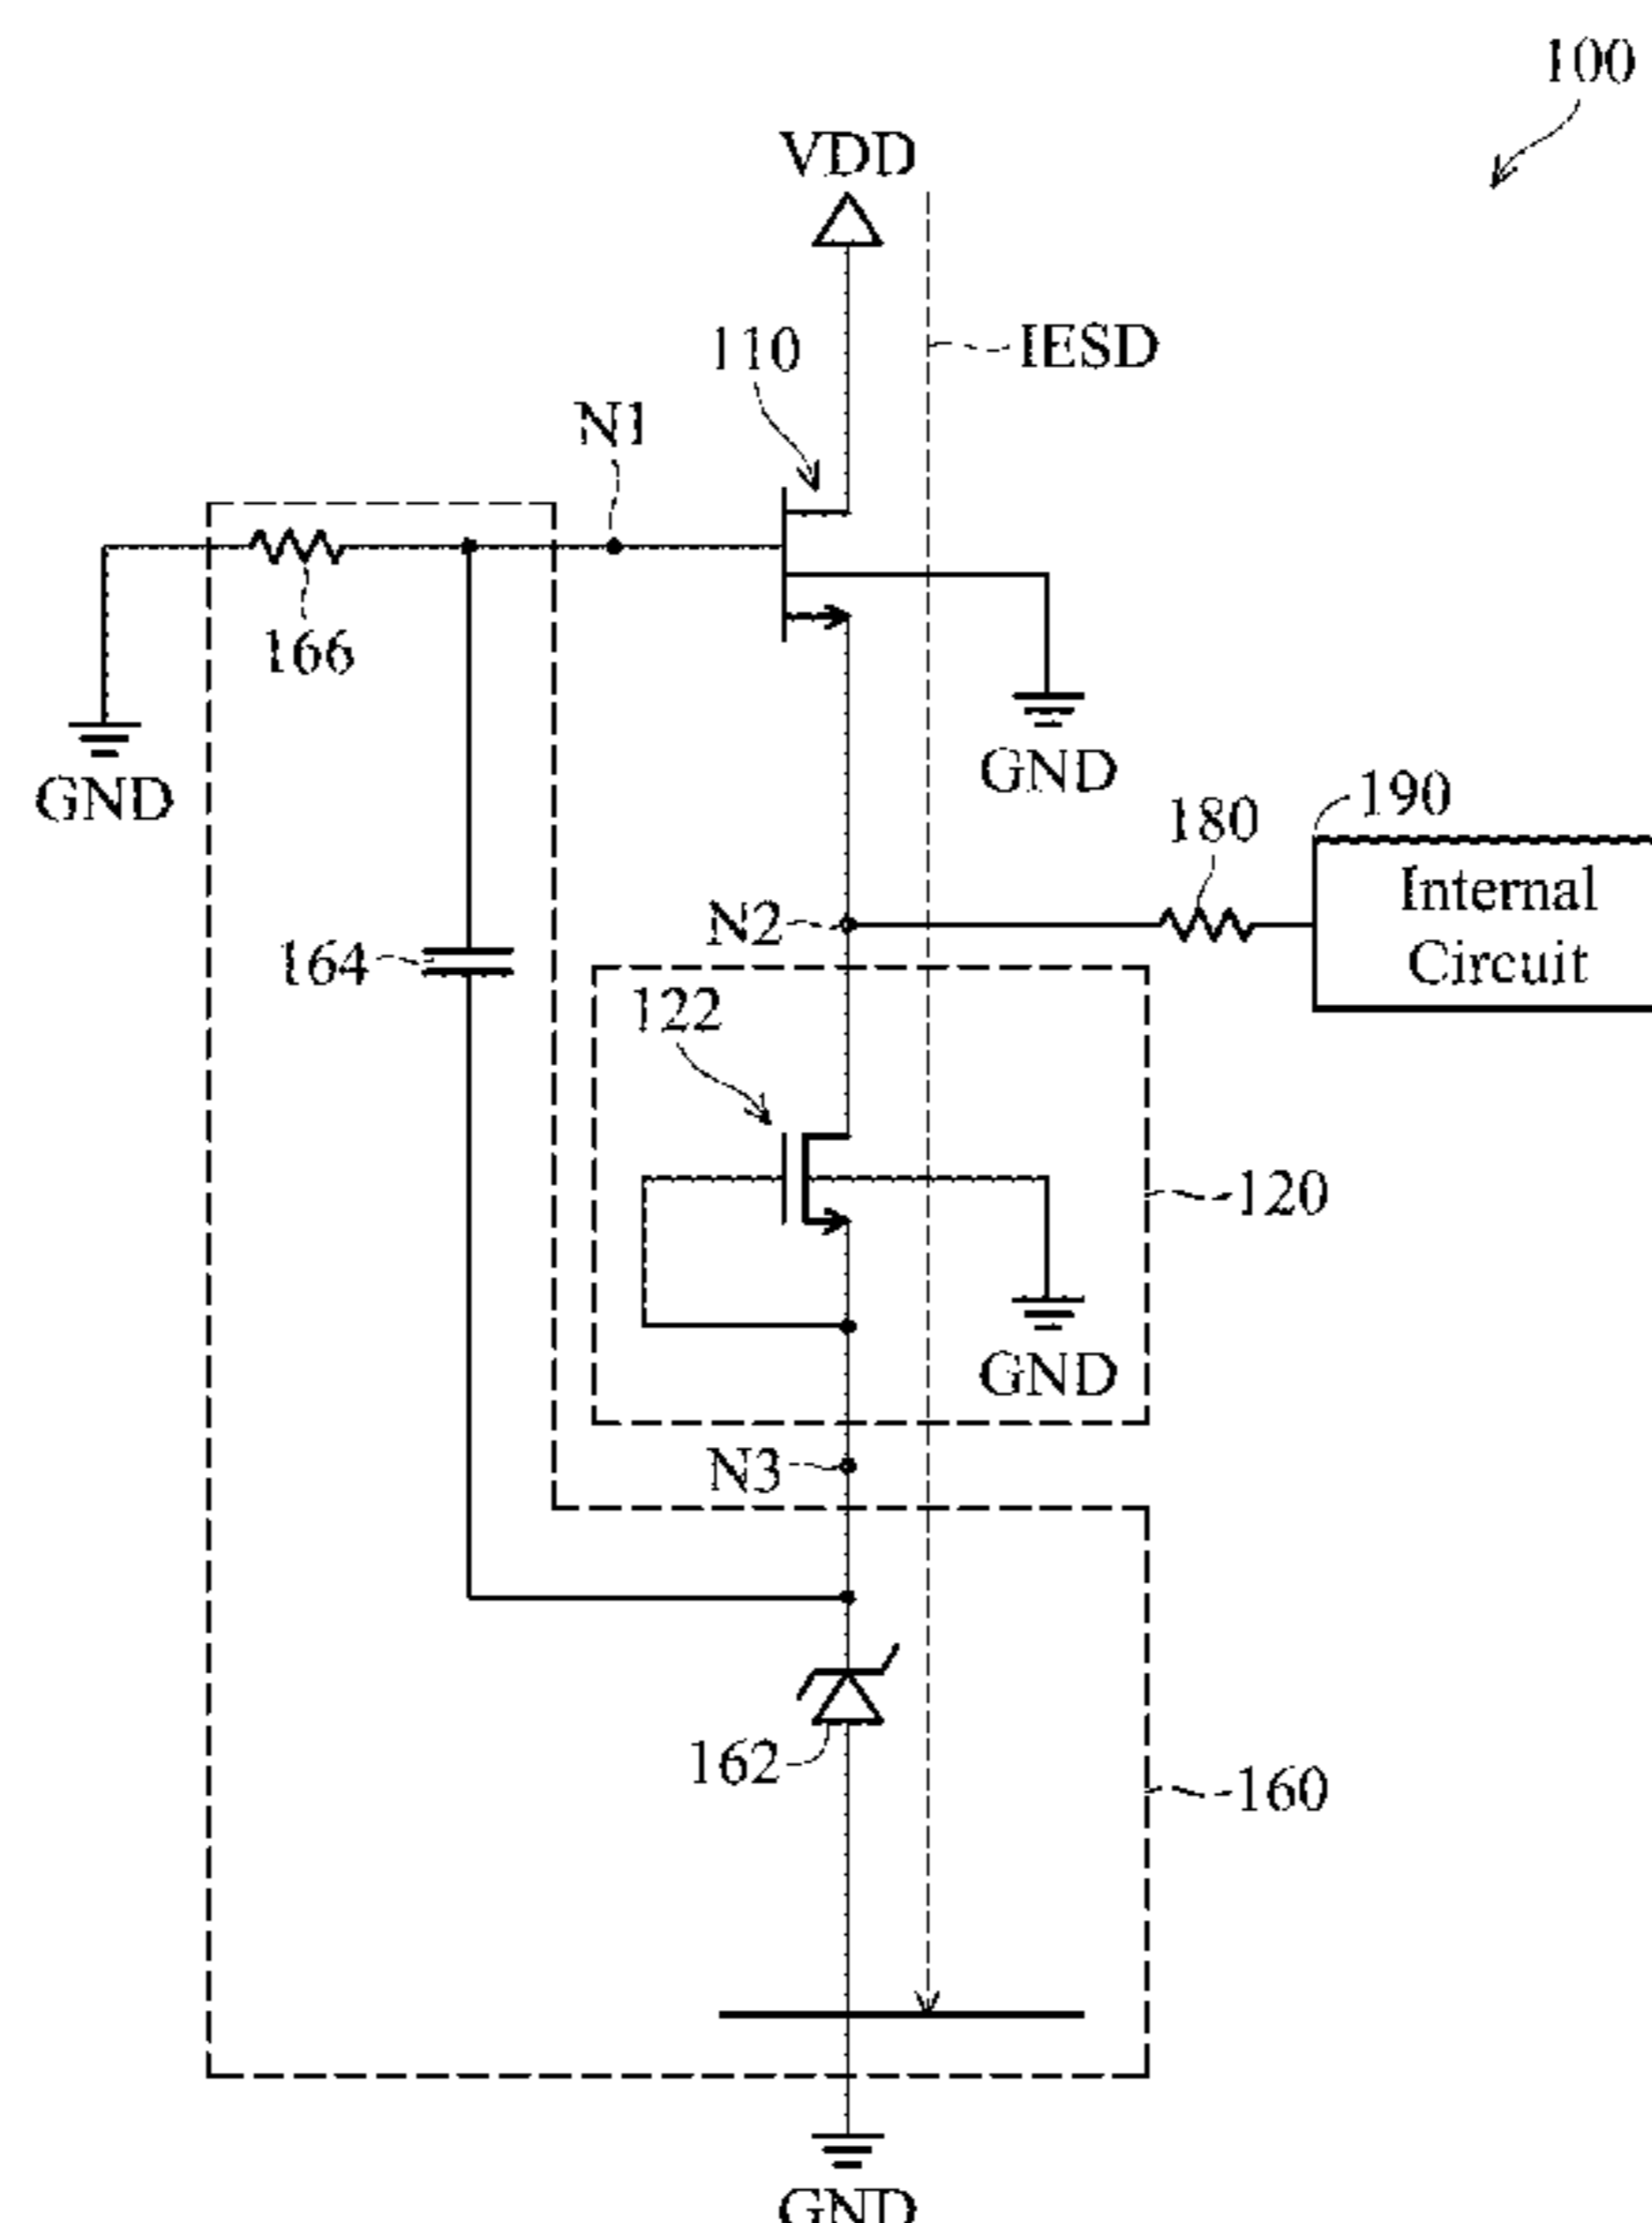 100
VDD
IESD
110
N1
166
GND
GND
190
180
Internal
Circuit
N2
164
122
120
GND
N3
162
160
GND